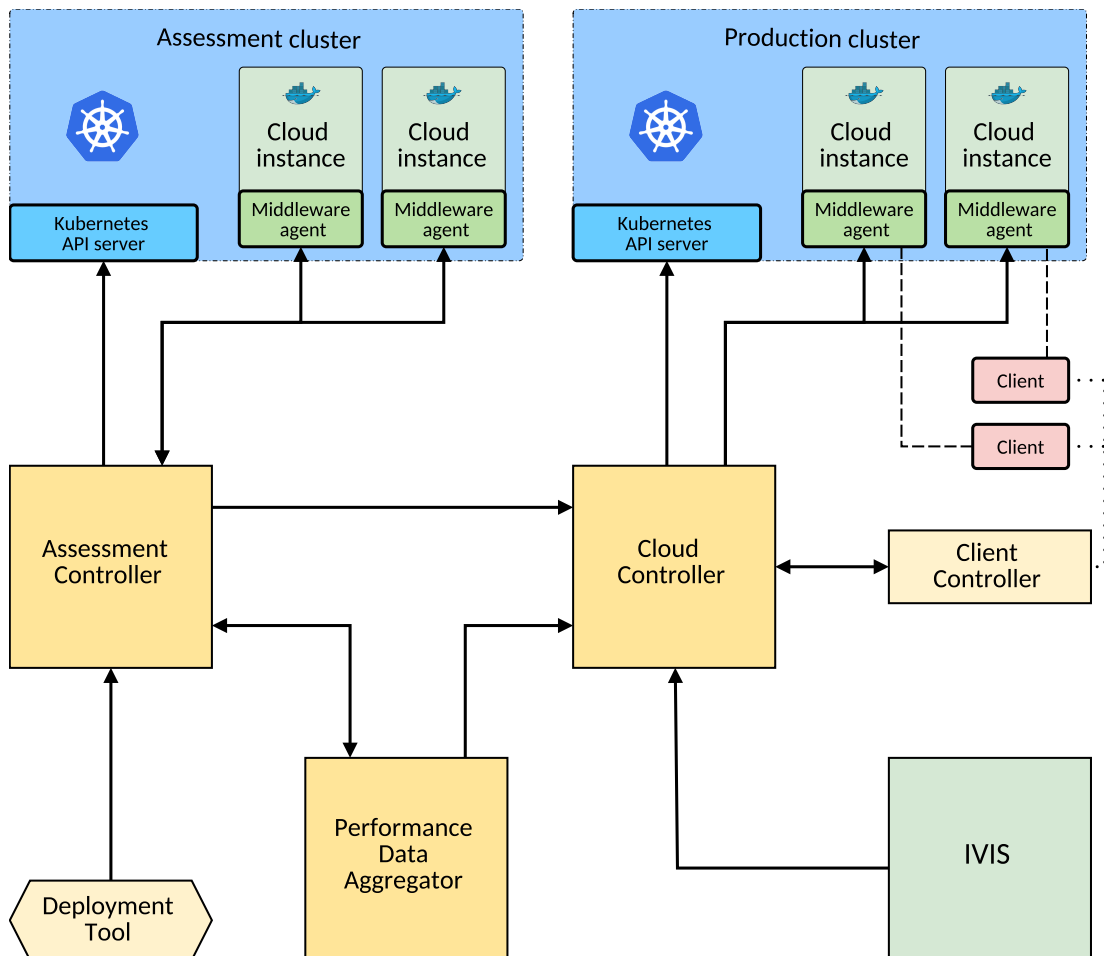 Assessment cluster
Cloud
instance
Cloud
instance
Middleware
agent
Middleware
agent
Kubernetes
API server
Production cluster
Cloud
instance
Cloud
instance
Middleware
agent
Middleware
agent
Kubernetes
API server
Client
Client
Assessment
Controller
Cloud
Controller
Client
Controller
Performance
Data
Aggregator
IVIS
Deployment
Tool